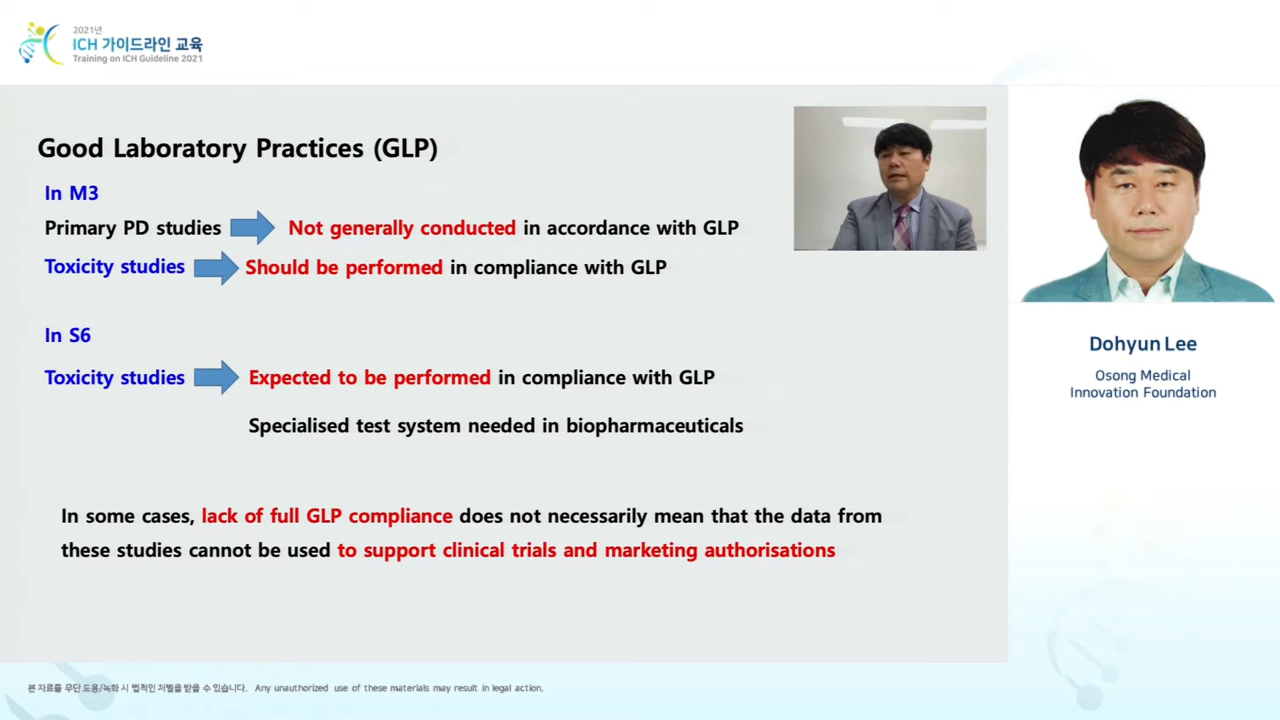 2021년
ICH 가이드라인 교육
Training on ICH Guideline 2021
Good Laboratory Practices (GLP)
In M3
Primary PD studies Not generally conducted in accordance with GLP
Toxicity studies Should be performed in compliance with GLP
In S6
Toxicity studies Expected to be performed in compliance with GLP
Specialised test system needed in biopharmaceuticals
In some cases, lack of full GLP compliance does not necessarily mean that the data from
these studies cannot be used to support clinical trials and marketing authorisations
Dohyun Lee
Osong Medical
Innovation Foundation
본 자료를 무단 도용/녹화 시 법적인 처벌을 받을 수 있습니다. Any unauthorized use of these materials may result in legal action.